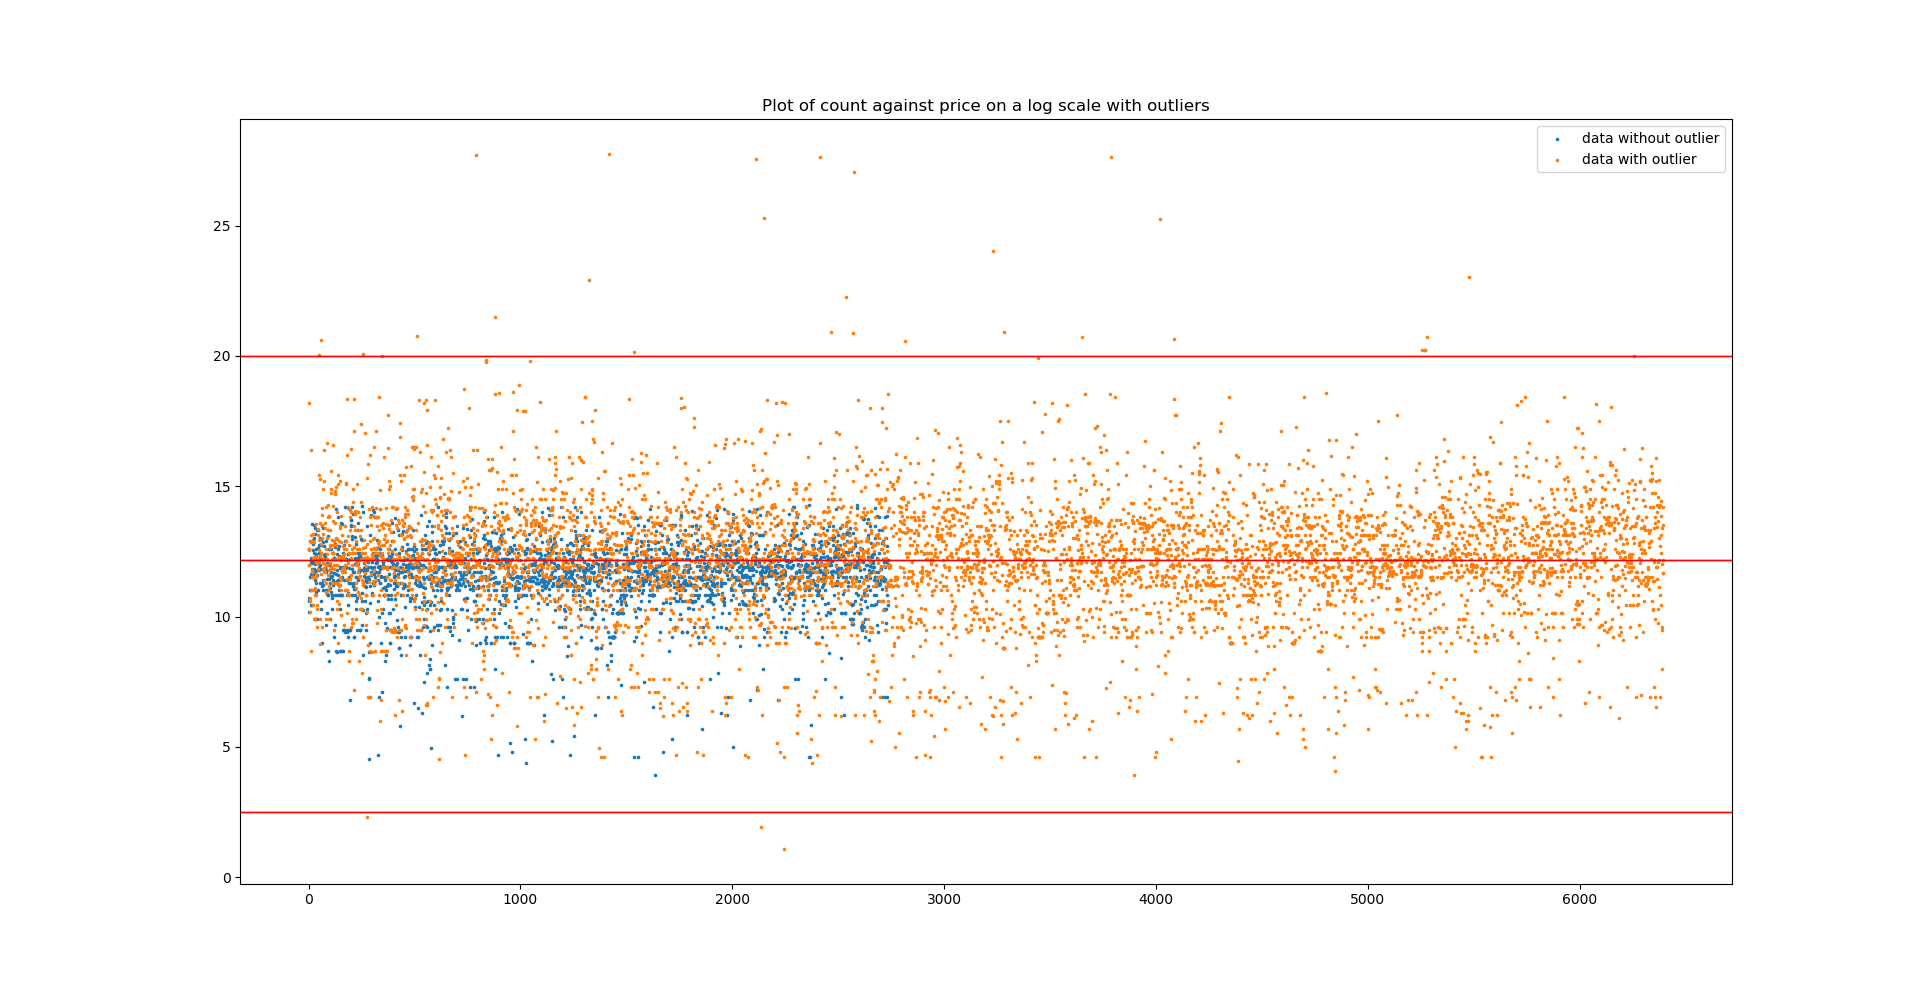 Plot of count against price on a log scale with outliers
data without outlier
data with outlier
25
20
15
10
5
0
0 1000 2000 3000 4000 5000 6000